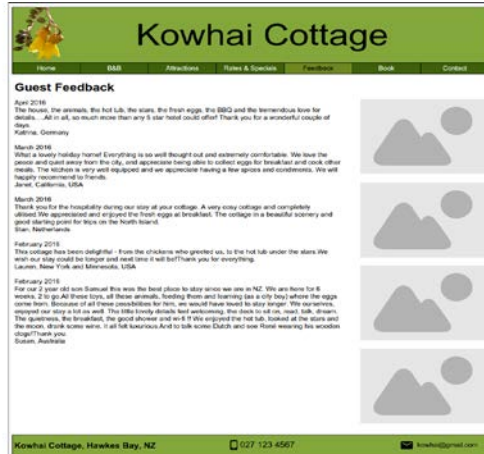 Kowhai Cottage
Home B&B Attractions Rates & Specials Feedback Book Contact
Guest Feedback
April 2016
The house, the animals, the hot tub, the stars, the fresh eggs, the BBQ and the tremendous love for
details....All in all, so much more than any 5 star hotel could offer! Thank you for a wonderful couple of
days.
Katrina, Germany
March 2016
What a lovely holiday home! Everything is so well thought out and extremely comfortable. We love the
peace and quiet away from the city, and appreciate being able to collect eggs for breakfast and cook other
meals. The kitchen is very well equipped and we appreciate having a few spices and condiments. We will
happily recommend to friends.
Janet, California, USA
March 2016
Thank you for the hospitality during our stay at your cottage. A very cosy cottage and completely
utilised.We appreciated and enjoyed the fresh eggs at breakfast. The cottage in a beautiful scenery and
good starting point for trips on the North Island.
Stan, Netherlands
February 2016
This cottage has been delightful - from the chickens who greeted us, to the hot tub under the stars.We
wish our stay could be longer and next time it will be!Thank you for everything.
Lauren, New York and Minnesota, USA
February 2016
For our 2 year old son Samuel this was the best place to stay since we are in NZ. We are here for 6
weeks, 2 to go.All these toys, all these animals, feeding them and learning (as a city boy) where the eggs
come from. Because of all these possibilities for him, we would have loved to stay longer. We ourselves,
enjoyed our stay a lot as well. The little lovely details feel welcoming, the deck to sit on, read, talk, dream.
The quietness, the breakfast, the good shower and wi-fi !! We enjoyed the hot tub, looked at the stars and
the moon, drank some wine. It all felt luxurious.And to talk some Dutch and see René wearing his wooden
clogs!Thank you
Susan, Australia
Kowhai Cottage, Hawkes Bay, NZ 027 123 4567 kowhai@gmail.com